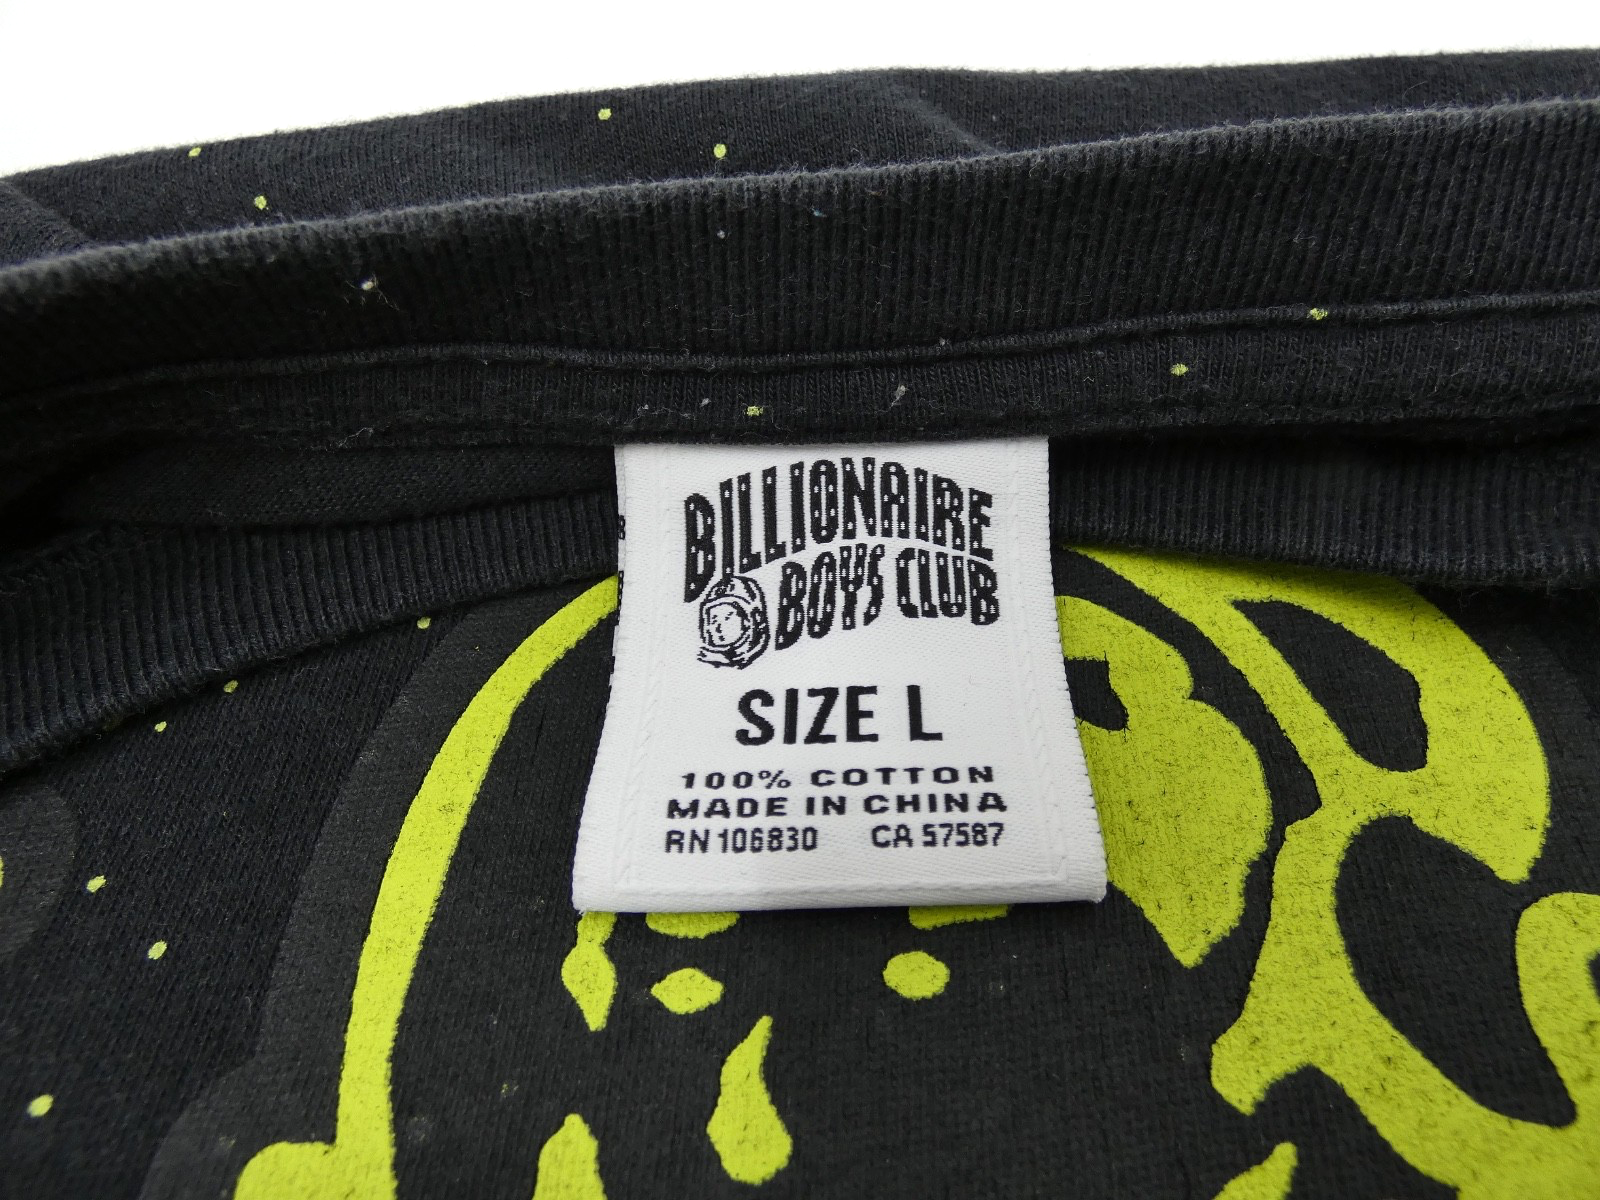 BILLIONAIRE
BOYS CLUB
SIZE L
100% COTTON
MADE IN CHINA
RN 106830 CA 57587